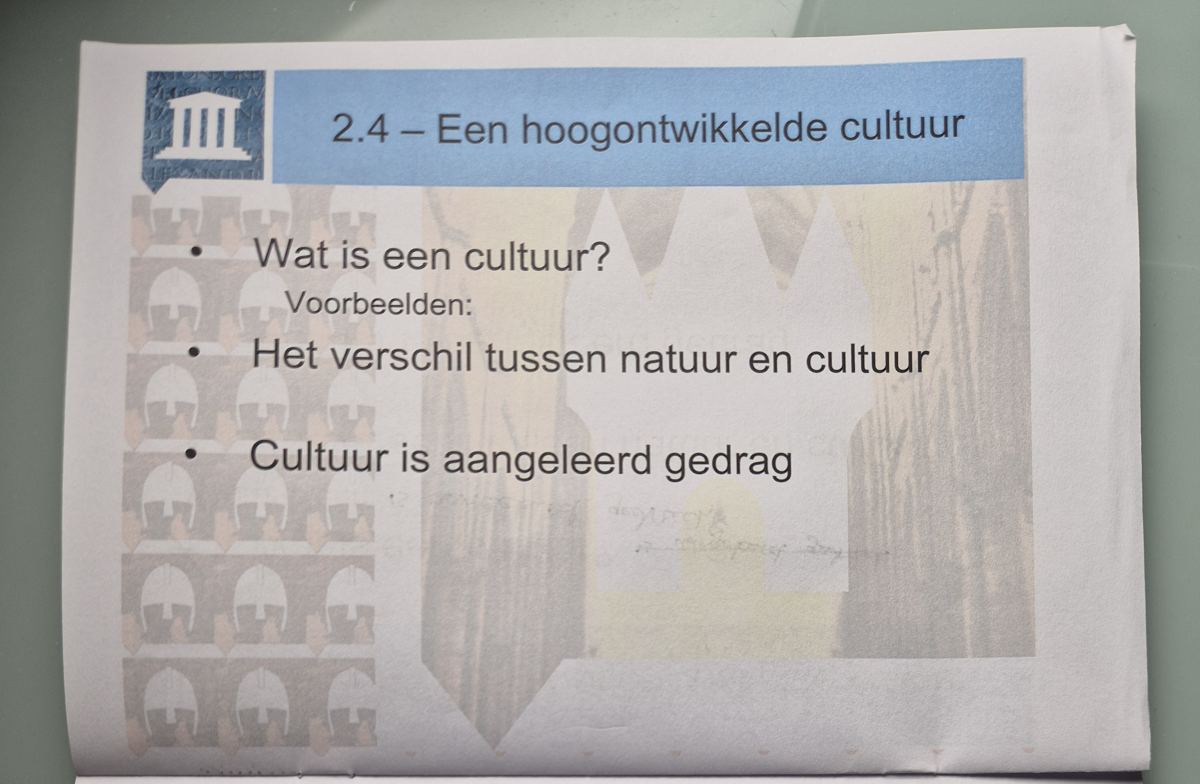 2.4 – Een hoogontwikkelde cultuur
• Wat is een cultuur?
Voorbeelden:
• Het verschil tussen natuur en cultuur
• Cultuur is aangeleerd gedrag